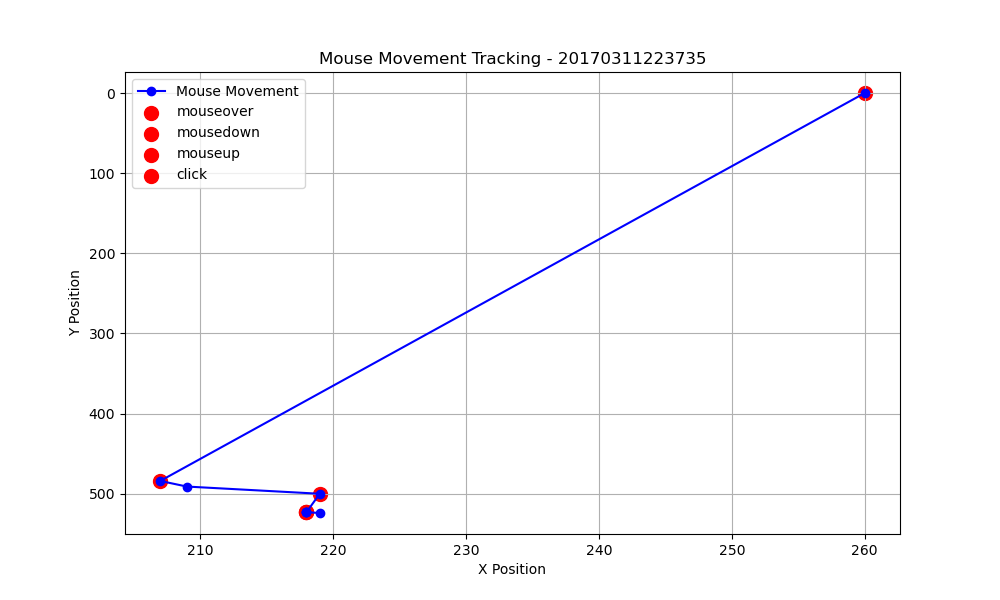 Mouse Movement Tracking - 20170311223735
Mouse Movement
mouseover
mousedown
mouseup
click
0
100
200
300
400
500
Y Position
210
220
230
240
250
260
X Position